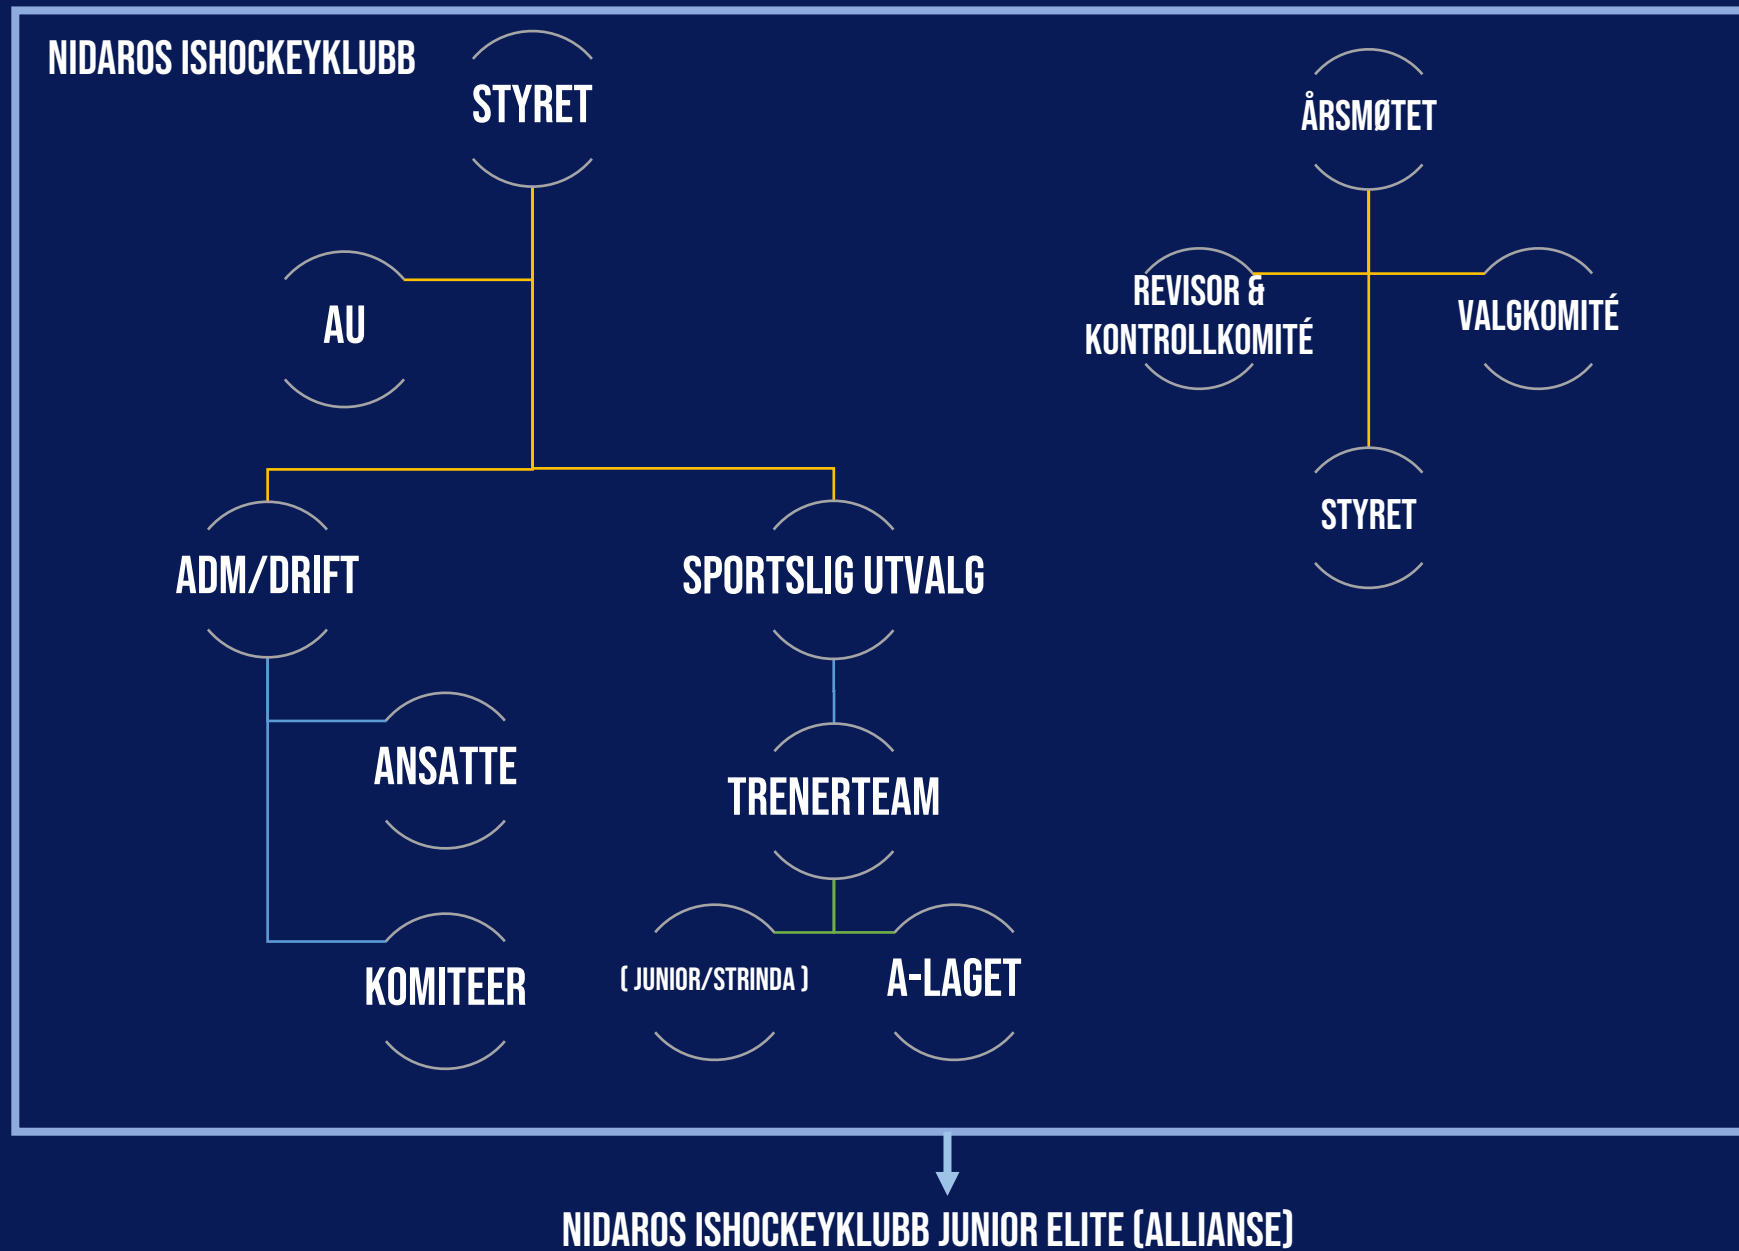 NIDAROS ISHOCKEYKLUBB
STYRET
AU
ADM/DRIFT
SPORTSLIG UTVALG
ANSATTE
KOMITEER
TRENERTEAM
( JUNIOR/STRINDA )
A-LAGET
ÅRSMØTET
REVISOR &
KONTROLLKOMITÉ
VALGKOMITÉ
STYRET
NIDAROS ISHOCKEYKLUBB JUNIOR ELITE (ALLIANSE)